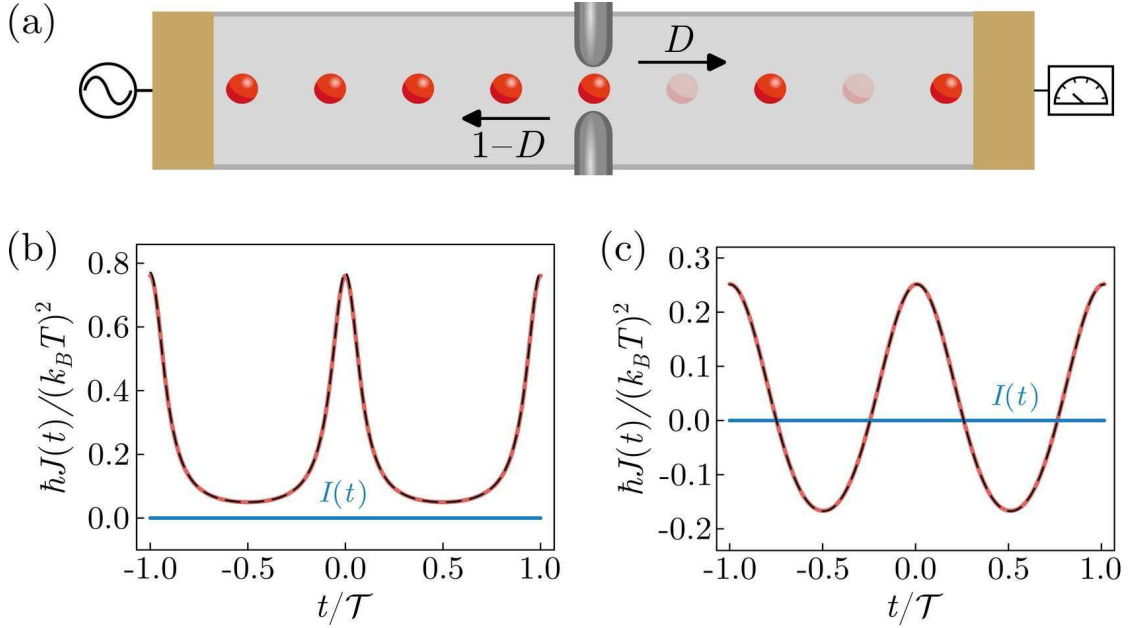 (a)
D
1–D
(b)
ħJ(t)/(k_BT)²
0.8
0.6
0.4
0.2
0.0
I(t)
-1.0 -0.5 0.0 0.5 1.0
t/𝒯
(c)
ħJ(t)/(k_BT)²
0.3
0.2
0.1
0.0
-0.1
-0.2
I(t)
-1.0 -0.5 0.0 0.5 1.0
t/𝒯